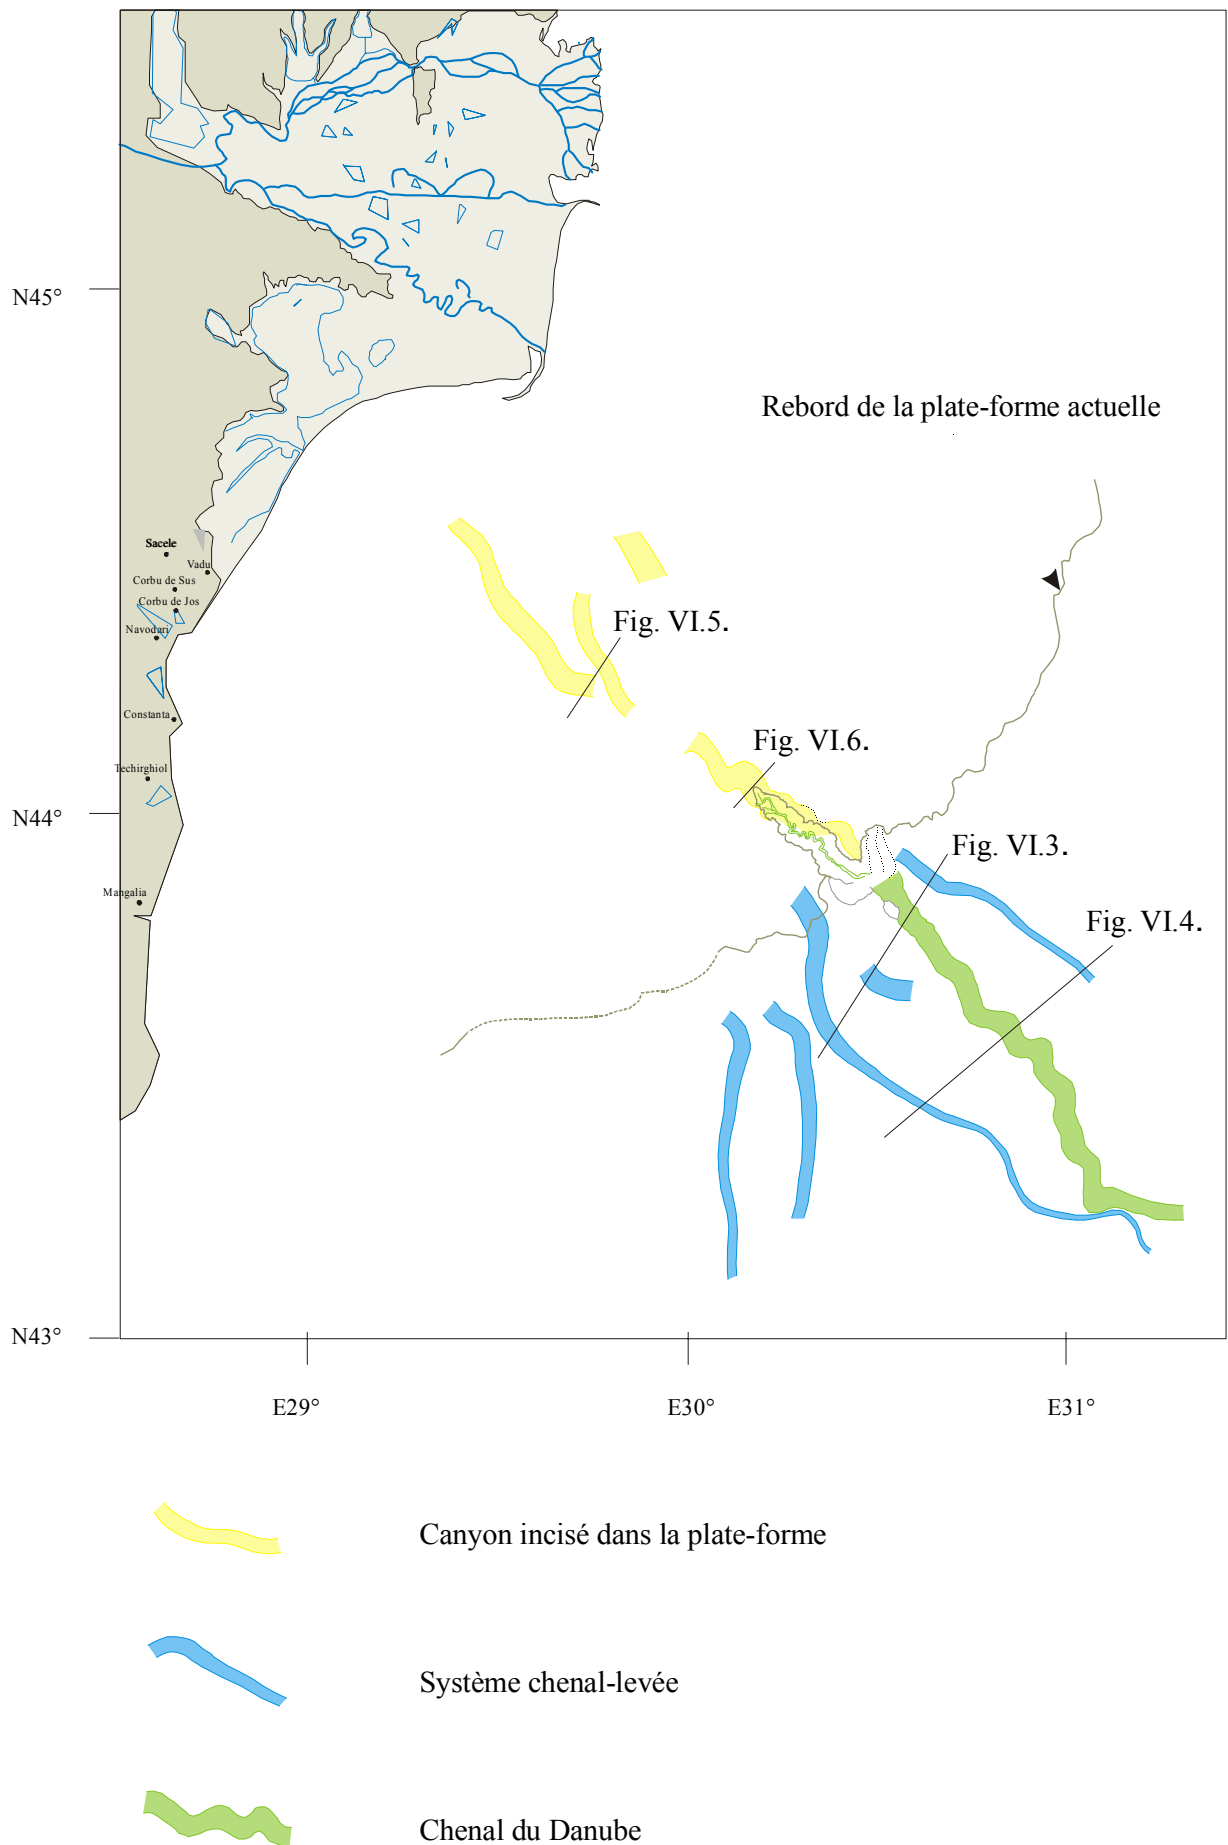 N45°
Rebord de la plate-forme actuelle
Sacele
Vadu
Corbu de Sus
Corbu de Jos
Navodari
Fig. VI.5.
Constanta
Fig. VI.6.
Techirghiol
N44°
Fig. VI.3.
Mangalia
Fig. VI.4.
N43°
E29°
E30°
E31°
Canyon incisé dans la plate-forme
Système chenal-levée
Chenal du Danube